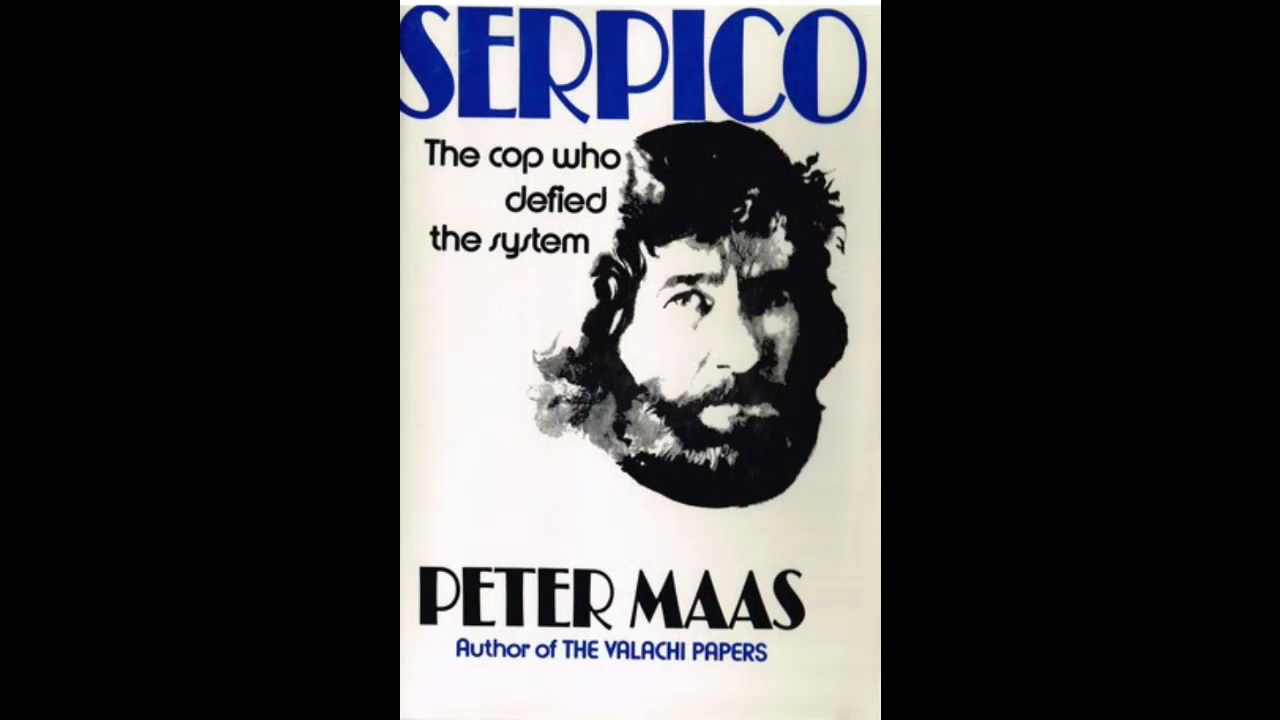 SERPICO
The cop who
defied
the system
PETER MAAS
Author of THE VALACHI PAPERS